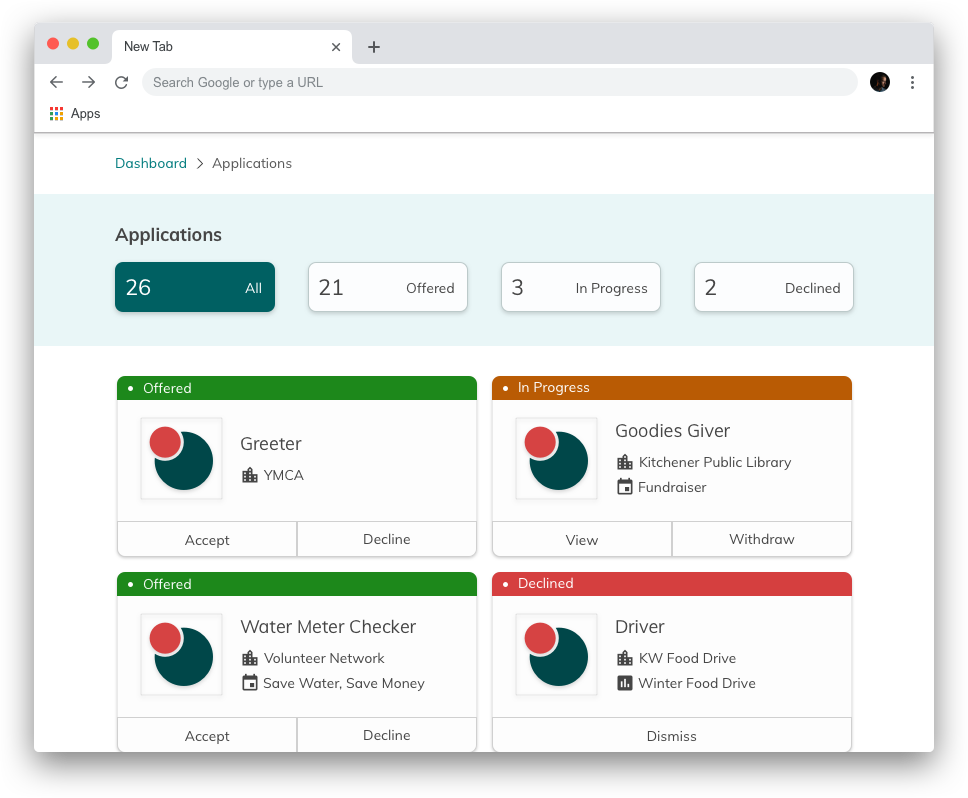 New Tab
Search Google or type a URL
Apps
Dashboard > Applications
Applications
26 All
21 Offered
3 In Progress
2 Declined
• Offered
Greeter
YMCA
Accept Decline
• In Progress
Goodies Giver
Kitchener Public Library
Fundraiser
View Withdraw
• Offered
Water Meter Checker
Volunteer Network
Save Water, Save Money
Accept Decline
• Declined
Driver
KW Food Drive
Winter Food Drive
Dismiss